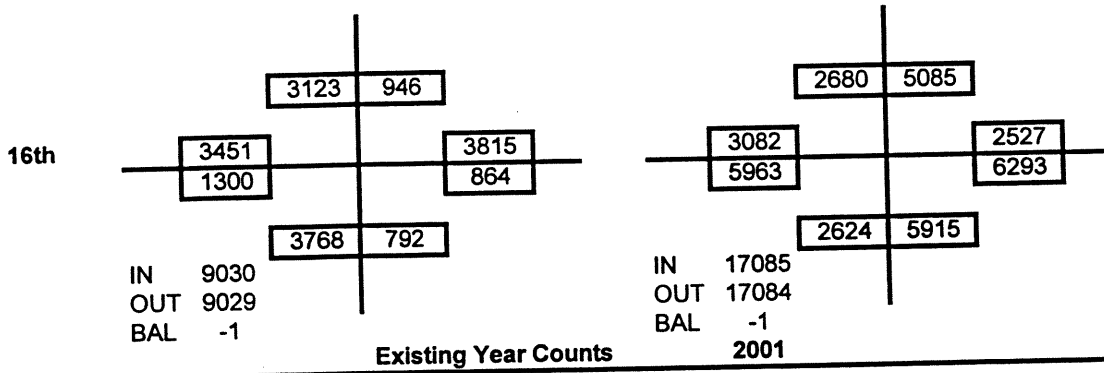 3123 946 2680 5085
16th 3451 3815 3082 2527
1300 864 5963 6293
3768 792 2624 5915
IN 9030 IN 17085
OUT 9029 OUT 17084
BAL -1 BAL -1
Existing Year Counts 2001